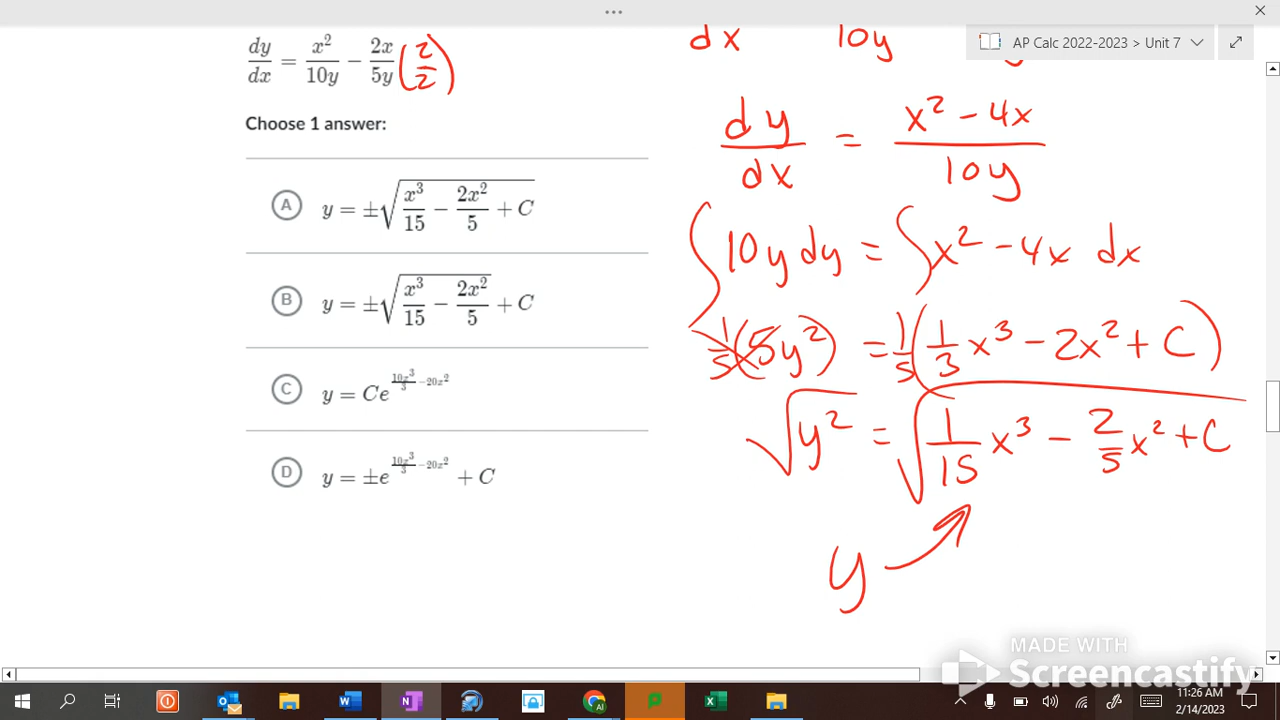 AP Calc 2022-2023 > Unit 7
dy/dx = x²/10y − 2x/5y (2/2)
Choose 1 answer:
A y = ±√(x³/15 − 2x²/5 + C)
B y = ±√(x³/15 − 2x²/5) + C
C y = Ce^(10x³/3 − 20x²)
D y = ±e^(10x³/3 − 20x²) + C
dx 10y
dy/dx = x² − 4x / 10y
∫ 10y dy = ∫ x² − 4x dx
1/5 (5y²) = 1/5 (1/3 x³ − 2x² + C)
√y² = √(1/15 x³ − 2/5 x² + C)
y
MADE WITH
Screencastify
11:26 AM
2/14/2023